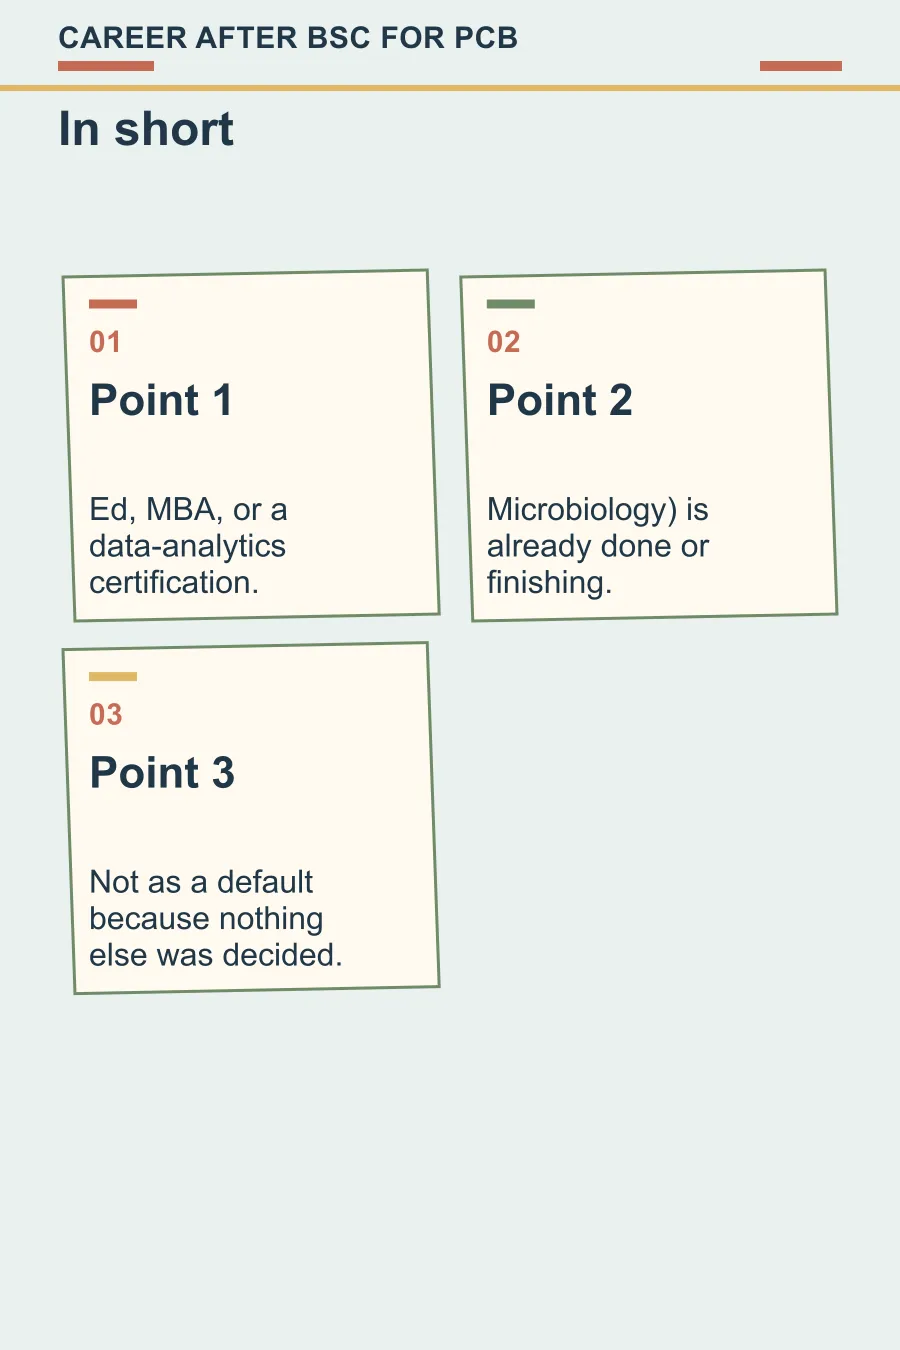 CAREER AFTER BSC FOR PCB
In short
01
Point 1
Ed, MBA, or a
data-analytics
certification.
02
Point 2
Microbiology) is
already done or
finishing.
03
Point 3
Not as a default
because nothing
else was decided.